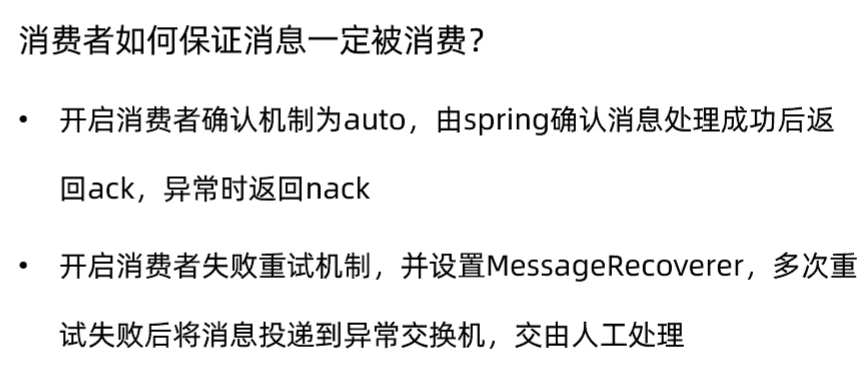 消费者如何保证消息一定被消费？
• 开启消费者确认机制为auto，由spring确认消息处理成功后返
回ack，异常时返回nack
• 开启消费者失败重试机制，并设置MessageRecoverer，多次重
试失败后将消息投递到异常交换机，交由人工处理